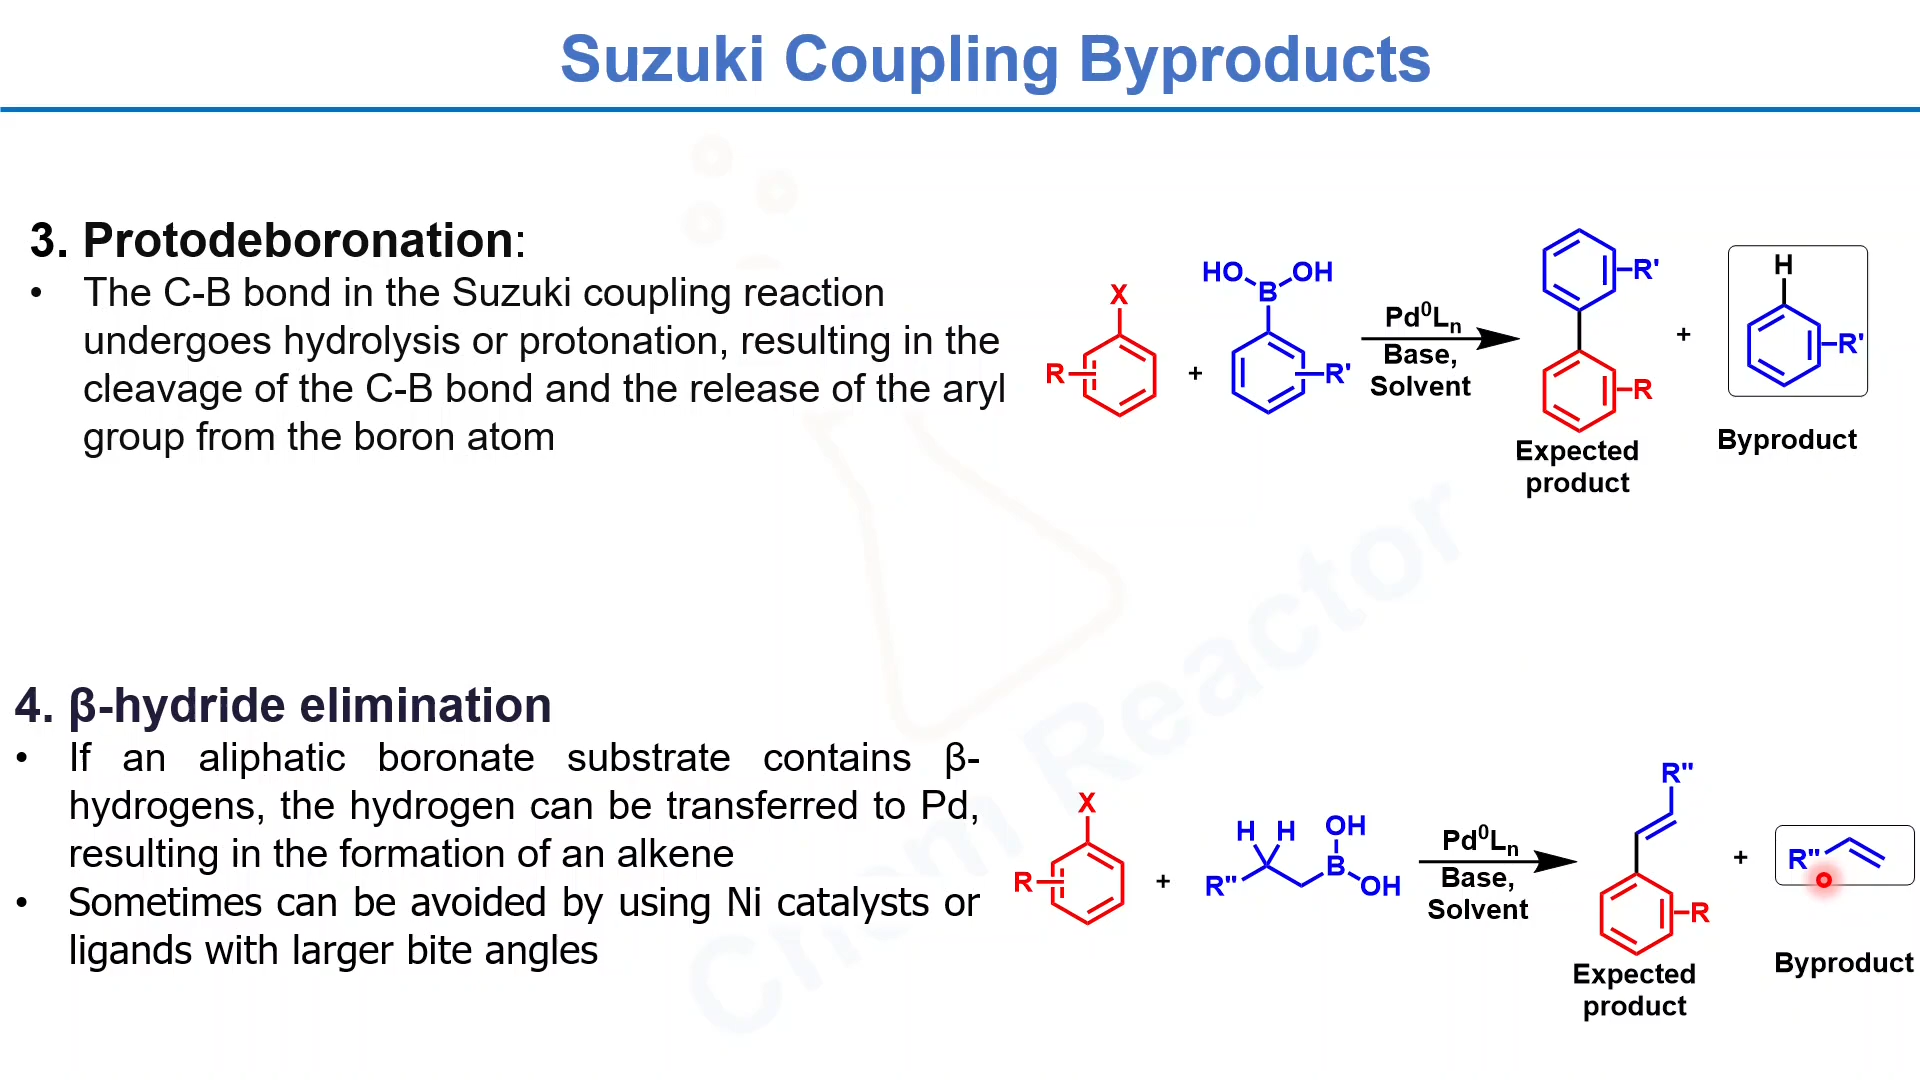 Suzuki Coupling Byproducts
3. Protodeboronation:
• The C-B bond in the Suzuki coupling reaction
undergoes hydrolysis or protonation, resulting in the
cleavage of the C-B bond and the release of the aryl
group from the boron atom
X
R
+
HO OH
B
R'
Pd⁰Lₙ
Base,
Solvent
R'
R
Expected
product
+
H
R'
Byproduct
4. β-hydride elimination
• If an aliphatic boronate substrate contains β-
hydrogens, the hydrogen can be transferred to Pd,
resulting in the formation of an alkene
• Sometimes can be avoided by using Ni catalysts or
ligands with larger bite angles
X
R
+
H H OH
R" B
OH
Pd⁰Lₙ
Base,
Solvent
R"
R
Expected
product
+
R"
Byproduct
Chem Reactor